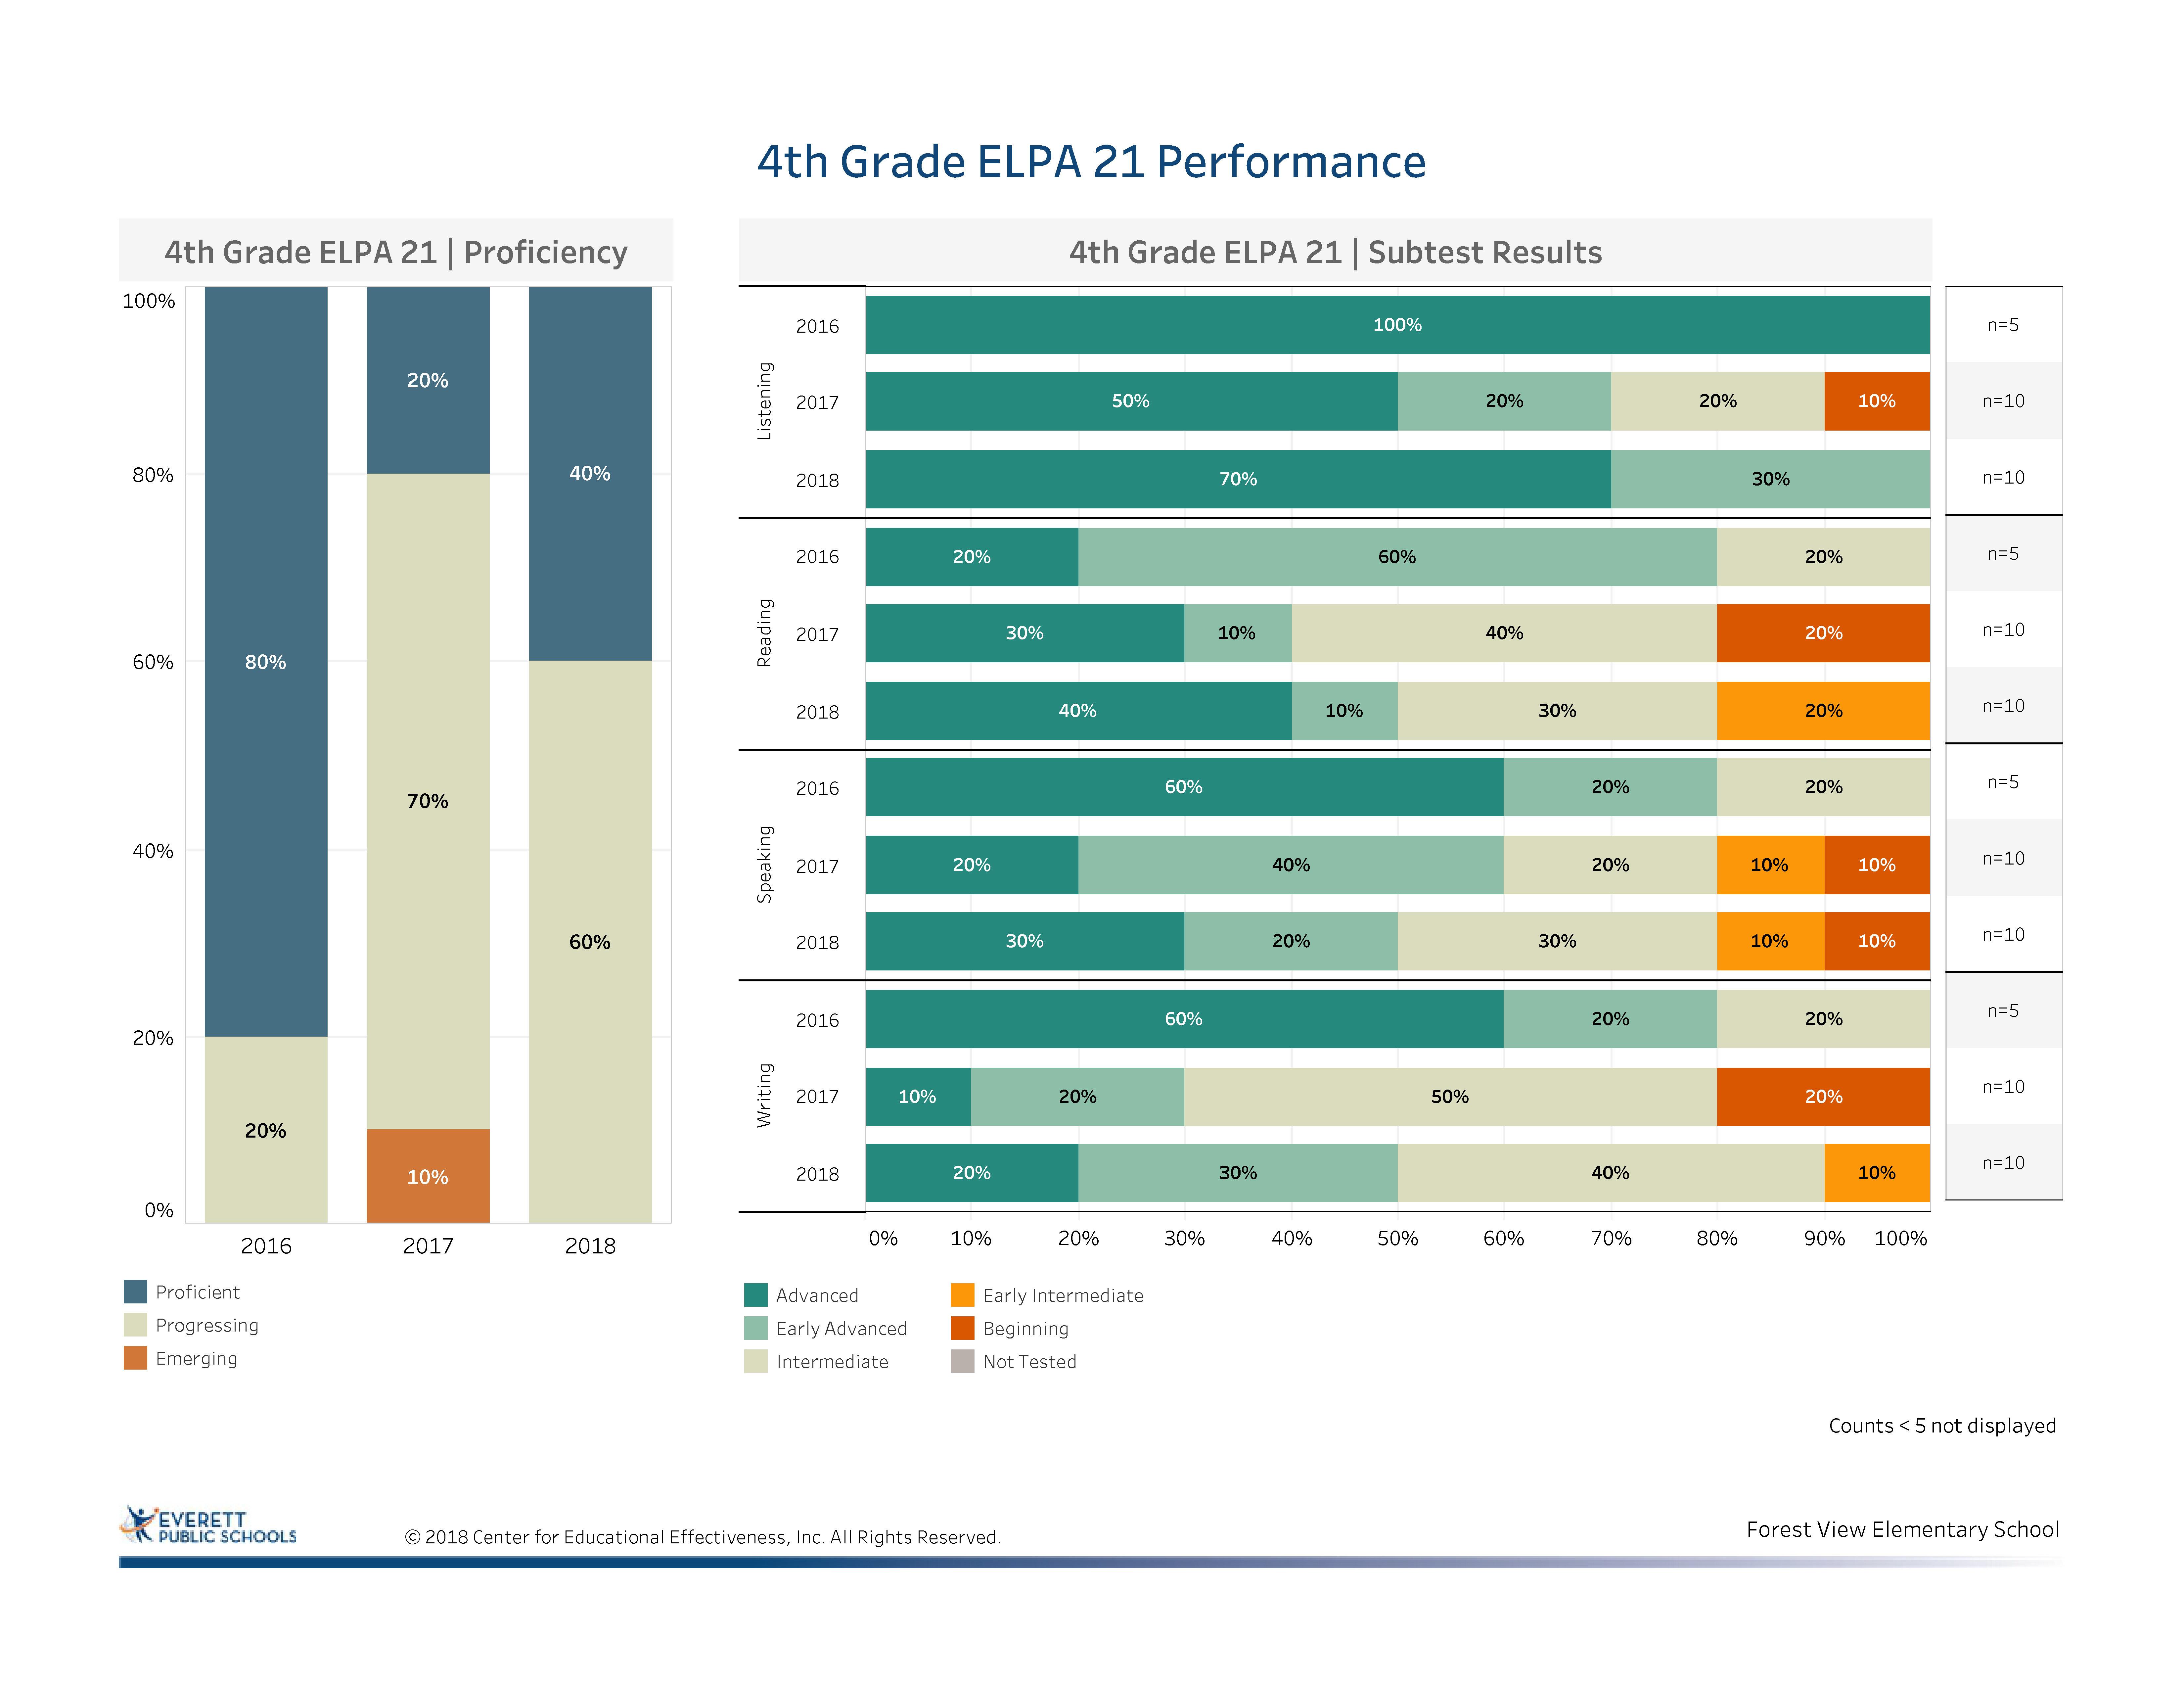 4th Grade ELPA 21 Performance
4th Grade ELPA 21 | Proficiency
100%
80%
60%
40%
20%
0%
80%
20%
20%
70%
10%
40%
60%
2016
2017
2018
Proficient
Progressing
Emerging
4th Grade ELPA 21 | Subtest Results
Listening
2016
100%
n=5
2017
50%
20%
20%
10%
n=10
2018
70%
30%
n=10
Reading
2016
20%
60%
20%
n=5
2017
30%
10%
40%
20%
n=10
2018
40%
10%
30%
20%
n=10
Speaking
2016
60%
20%
20%
n=5
2017
20%
40%
20%
10%
10%
n=10
2018
30%
20%
30%
10%
10%
n=10
Writing
2016
60%
20%
20%
n=5
2017
10%
20%
50%
20%
n=10
2018
20%
30%
40%
10%
n=10
0%
10%
20%
30%
40%
50%
60%
70%
80%
90%
100%
Advanced
Early Advanced
Intermediate
Early Intermediate
Beginning
Not Tested
Counts < 5 not displayed
EVERETT
PUBLIC SCHOOLS
© 2018 Center for Educational Effectiveness, Inc. All Rights Reserved.
Forest View Elementary School